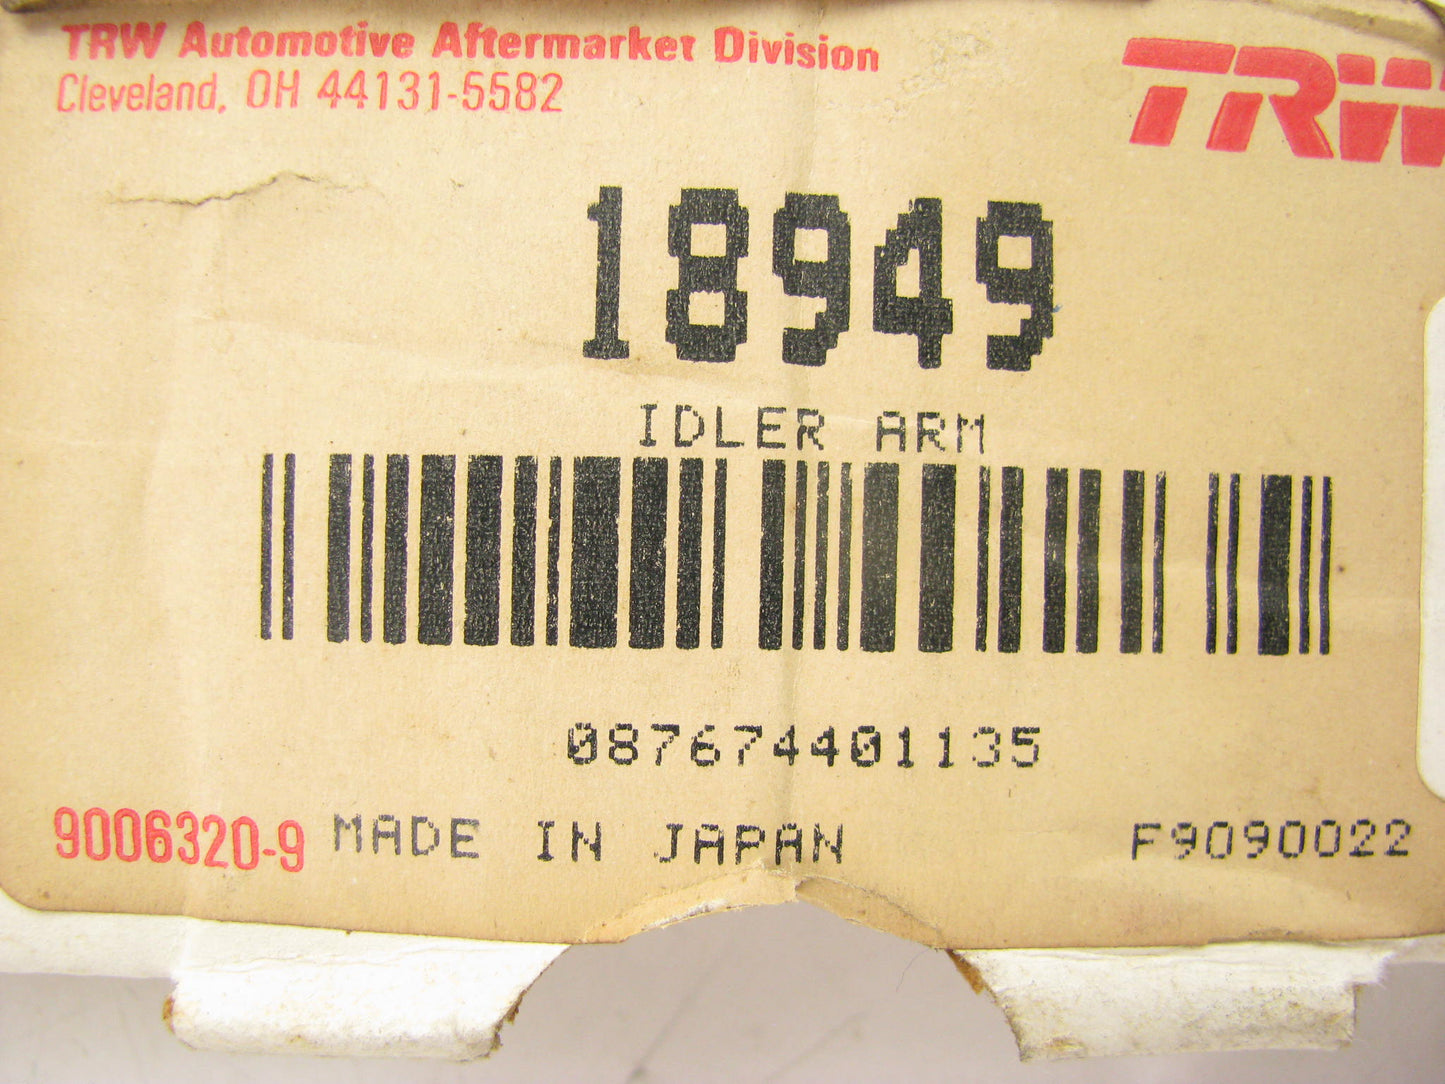 TRW Automotive Aftermarket Division
Cleveland, OH 44131-5582
TRW
18949
IDLER ARM
087674401135
9006320-9 MADE IN JAPAN F9090022